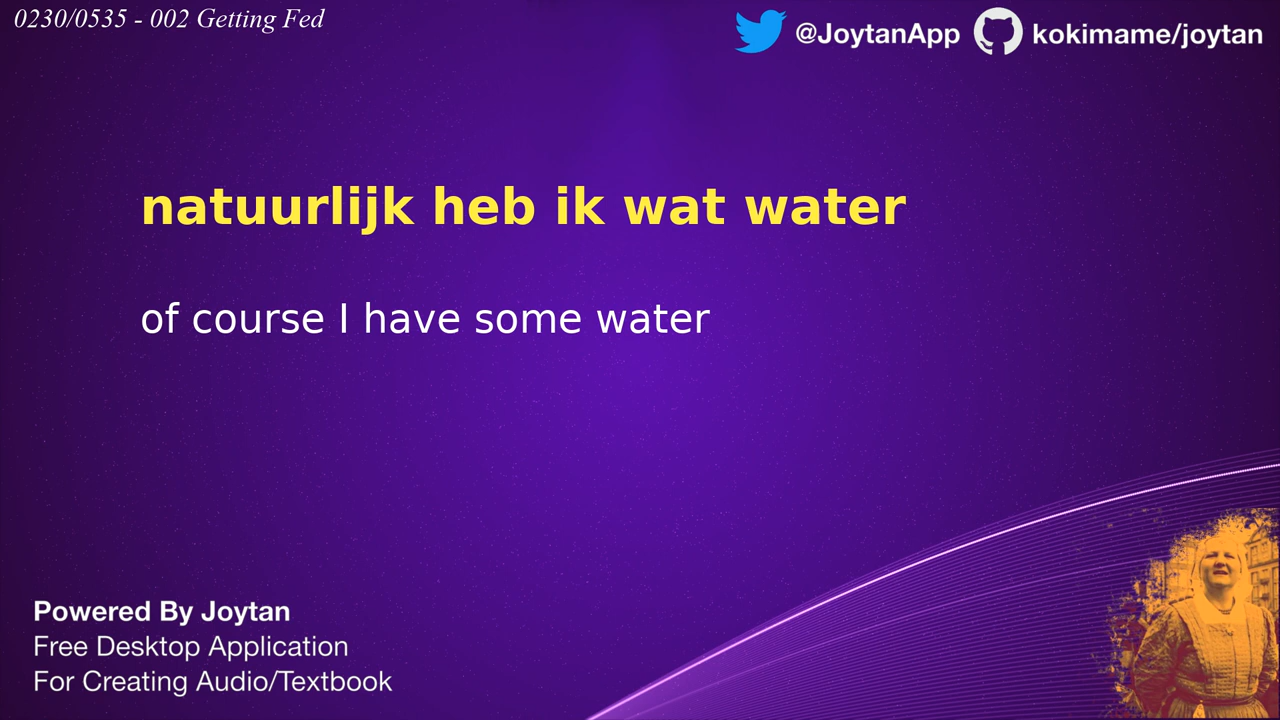 0230/0535 - 002 Getting Fed
@JoytanApp kokimame/joytan
natuurlijk heb ik wat water
of course I have some water
Powered By Joytan
Free Desktop Application
For Creating Audio/Textbook